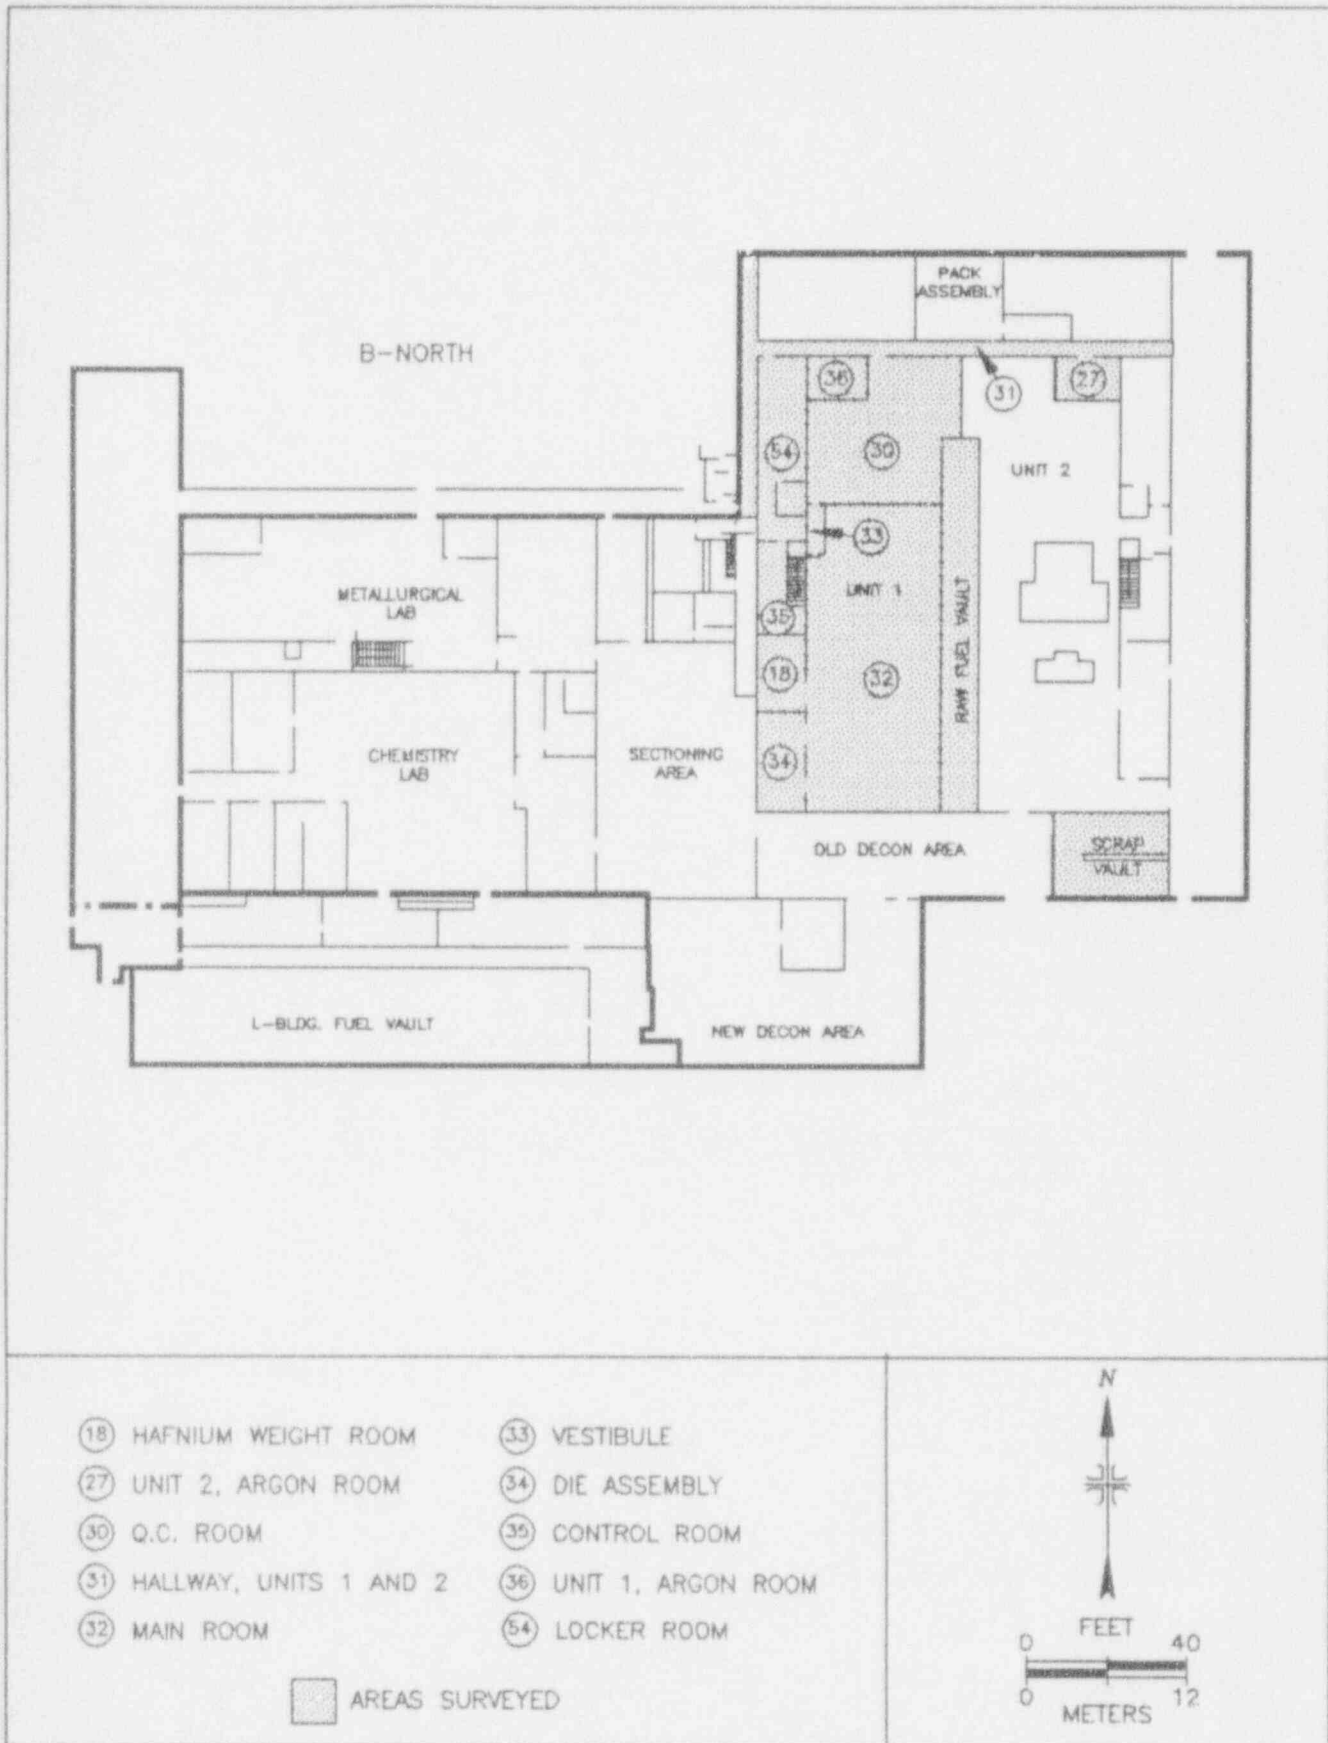 PACK
ASSEMBLY
B-NORTH
36
31
27
54
30
UNIT 2
33
METALLURGICAL
LAB
UNIT 1
35
18
32
RAW FUEL VAULT
CHEMISTRY
LAB
SECTIONING
AREA
34
OLD DECON AREA
SCRAP
VAULT
L-BLDG. FUEL VAULT
NEW DECON AREA
18 HAFNIUM WEIGHT ROOM
27 UNIT 2, ARGON ROOM
30 Q.C. ROOM
31 HALLWAY, UNITS 1 AND 2
32 MAIN ROOM
33 VESTIBULE
34 DIE ASSEMBLY
35 CONTROL ROOM
36 UNIT 1, ARGON ROOM
54 LOCKER ROOM
AREAS SURVEYED
N
FEET
0 40
0 12
METERS